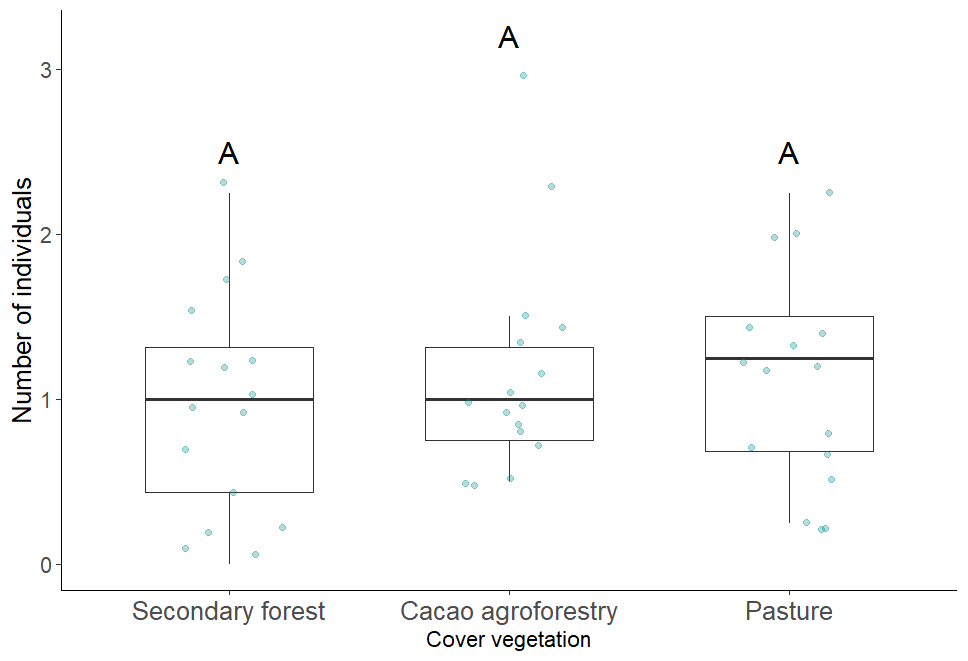 A
3
A
A
2
1
0
Number of individuals
Secondary forest
Cacao agroforestry
Pasture
Cover vegetation